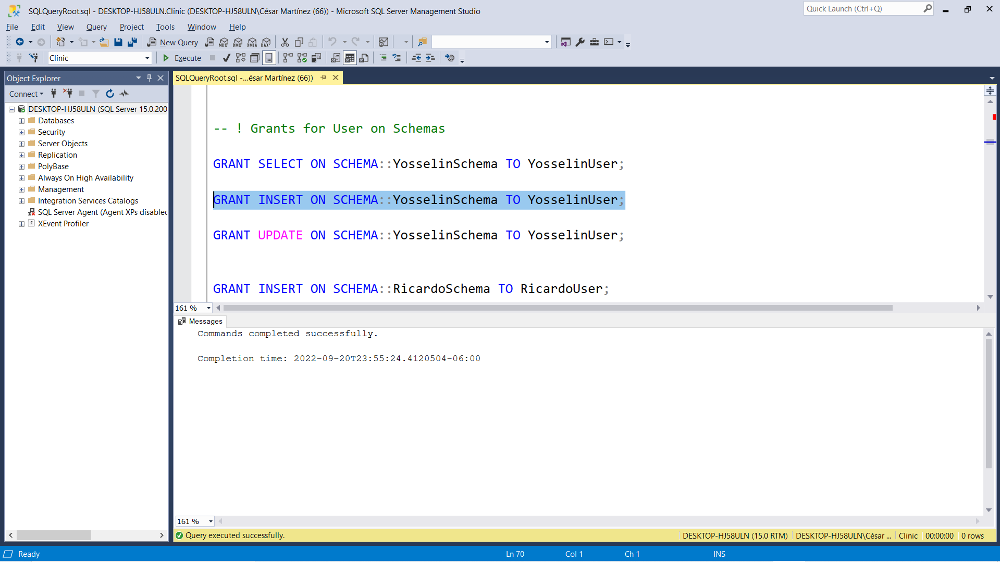 SQLQueryRoot.sql - DESKTOP-HJ58ULN.Clinic (DESKTOP-HJ58ULN\César Martínez (66)) - Microsoft SQL Server Management Studio
Quick Launch (Ctrl+Q)
File Edit View Query Project Tools Window Help
New Query MDX DMX XMLA DAX
Clinic
Execute
Object Explorer
SQLQueryRoot.sql -...ésar Martínez (66))
Connect
DESKTOP-HJ58ULN (SQL Server 15.0.200
Databases
Security
Server Objects
Replication
PolyBase
Always On High Availability
Management
Integration Services Catalogs
SQL Server Agent (Agent XPs disabled
XEvent Profiler
-- ! Grants for User on Schemas
GRANT SELECT ON SCHEMA::YosselinSchema TO YosselinUser;
GRANT INSERT ON SCHEMA::YosselinSchema TO YosselinUser;
GRANT UPDATE ON SCHEMA::YosselinSchema TO YosselinUser;
GRANT INSERT ON SCHEMA::RicardoSchema TO RicardoUser;
161 %
Messages
Commands completed successfully.
Completion time: 2022-09-20T23:55:24.4120504-06:00
161 %
Query executed successfully.
DESKTOP-HJ58ULN (15.0 RTM) DESKTOP-HJ58ULN\César ... Clinic 00:00:00 0 rows
Ready Ln 70 Col 1 Ch 1 INS